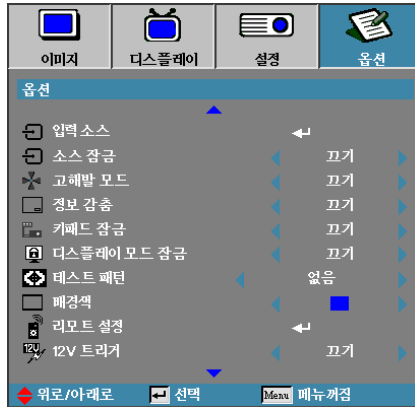 이미지 디스플레이 설정 옵션
옵션
입력 소스
소스 잠금 끄기
고해발 모드 끄기
정보 감춤 끄기
키패드 잠금 끄기
디스플레이 모드 잠금 끄기
테스트 패턴 없음
배경색
리모트 설정
12V 12V 트리거 끄기
위로/아래로 선택 Menu 메뉴 꺼짐